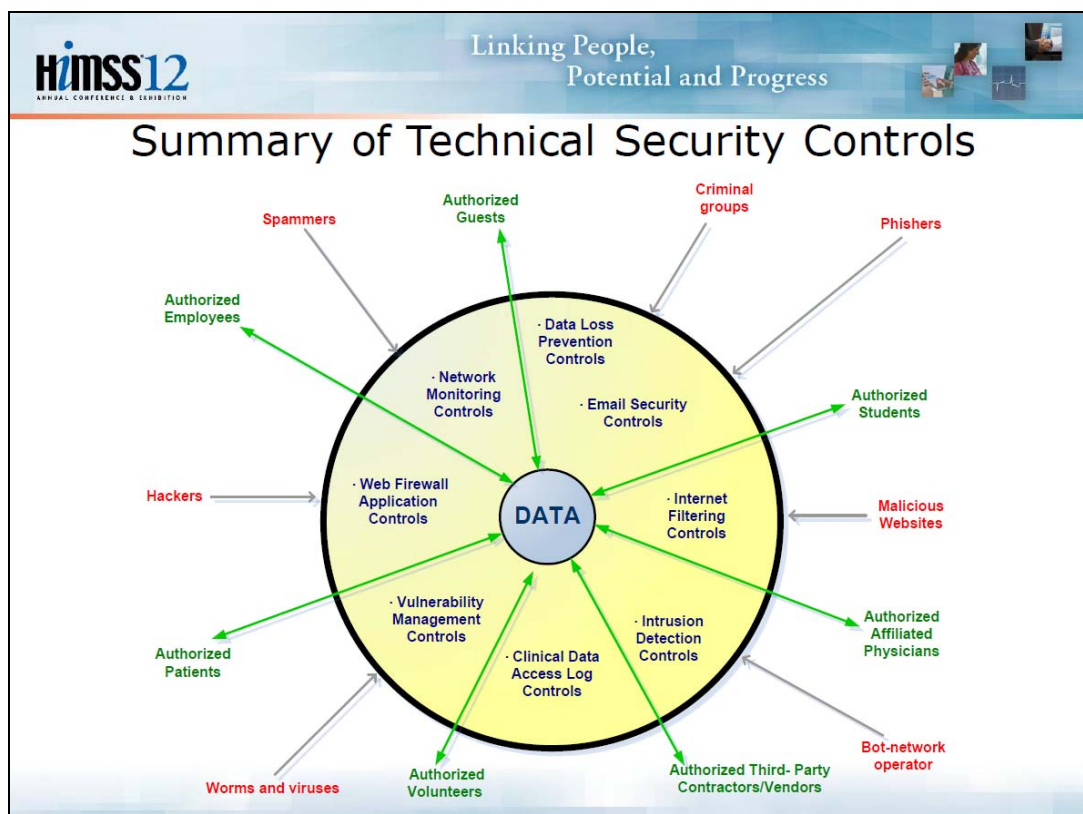 HiMSS12
ANNUAL CONFERENCE & EXHIBITION
Linking People,
Potential and Progress
Summary of Technical Security Controls
Spammers
Authorized
Guests
Criminal
groups
Phishers
Authorized
Employees
· Data Loss
Prevention
Controls
· Network
Monitoring
Controls
· Email Security
Controls
Authorized
Students
Hackers
· Web Firewall
Application
Controls
DATA
· Internet
Filtering
Controls
Malicious
Websites
Authorized
Patients
· Vulnerability
Management
Controls
· Clinical Data
Access Log
Controls
· Intrusion
Detection
Controls
Authorized
Affiliated
Physicians
Worms and viruses
Authorized
Volunteers
Authorized Third- Party
Contractors/Vendors
Bot-network
operator